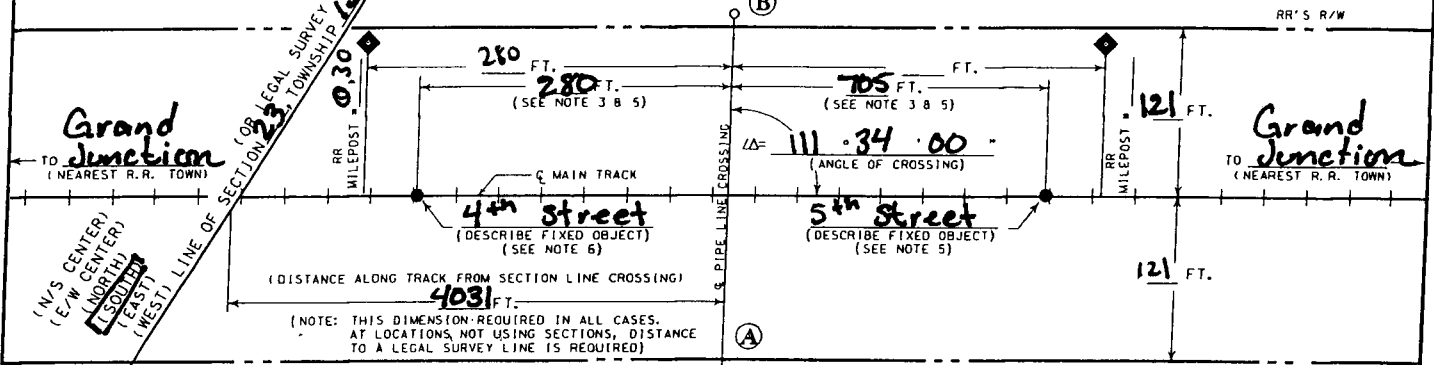 B
RR'S R/W
(OR LEGAL SURVEY
SECTION 23, TOWNSHIP
280 FT.
FT.
280 FT.
(SEE NOTE 3 & 5)
705 FT.
(SEE NOTE 3 & 5)
RR MILEPOST = 0.30
RR MILEPOST =
121 FT.
∠Δ= 111 ° 34 ' 00 "
(ANGLE OF CROSSING)
Grand
TO Junction
(NEAREST R.R. TOWN)
Grand
TO Junction
(NEAREST R.R. TOWN)
℄ MAIN TRACK
℄ PIPE LINE CROSSING
4th Street
(DESCRIBE FIXED OBJECT)
(SEE NOTE 6)
5th Street
(DESCRIBE FIXED OBJECT)
(SEE NOTE 5)
(N/S CENTER)
(E/W CENTER)
(NORTH)
(SOUTH)
(EAST)
(WEST) LINE OF
(DISTANCE ALONG TRACK FROM SECTION LINE CROSSING)
4031 FT.
121 FT.
(NOTE: THIS DIMENSION REQUIRED IN ALL CASES.
AT LOCATIONS NOT USING SECTIONS, DISTANCE
TO A LEGAL SURVEY LINE IS REQUIRED)
A